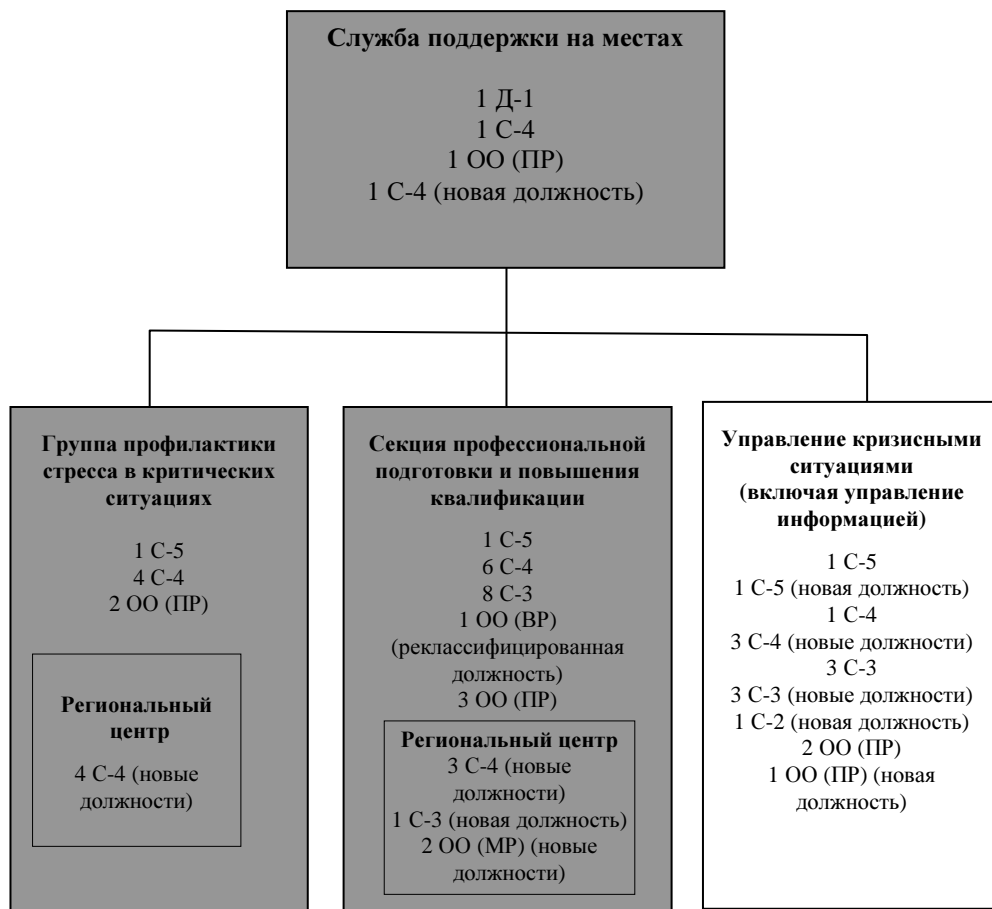 Служба поддержки на местах
1 Д-1
1 С-4
1 ОО (ПР)
1 С-4 (новая должность)
Группа профилактики
стресса в критических
ситуациях
1 С-5
4 С-4
2 ОО (ПР)
Региональный
центр
4 С-4 (новые
должности)
Секция профессиональной
подготовки и повышения
квалификации
1 С-5
6 С-4
8 С-3
1 ОО (ВР)
(реклассифицированная
должность)
3 ОО (ПР)
Региональный центр
3 С-4 (новые
должности)
1 С-3 (новая должность)
2 ОО (МР) (новые
должности)
Управление кризисными
ситуациями
(включая управление
информацией)
1 С-5
1 С-5 (новая должность)
1 С-4
3 С-4 (новые должности)
3 С-3
3 С-3 (новые должности)
1 С-2 (новая должность)
2 ОО (ПР)
1 ОО (ПР) (новая
должность)